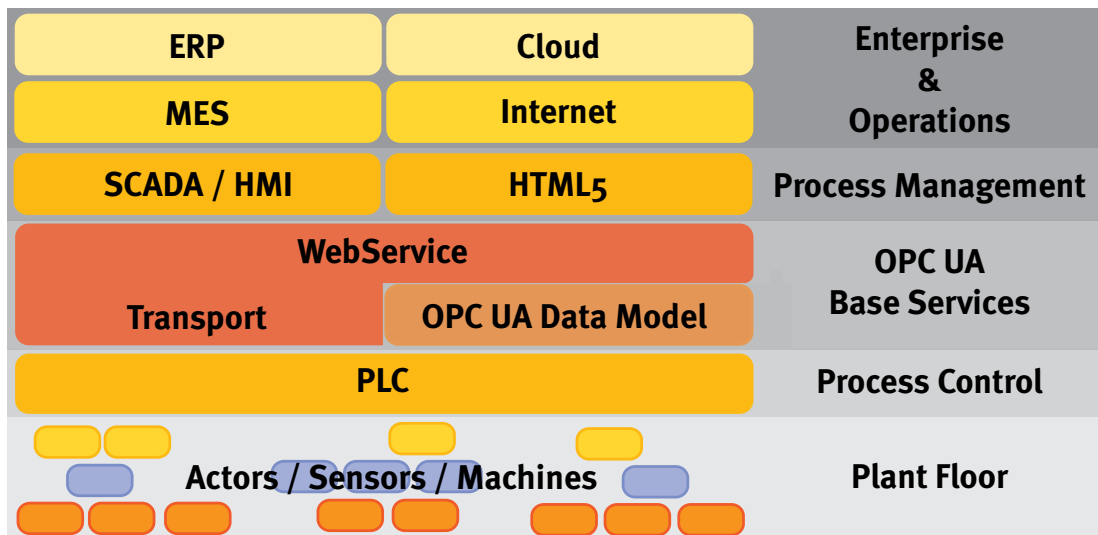 ERP
Cloud
Enterprise
&
Operations
MES
Internet
SCADA / HMI
HTML5
Process Management
WebService
OPC UA
Base Services
Transport
OPC UA Data Model
PLC
Process Control
Actors / Sensors / Machines
Plant Floor